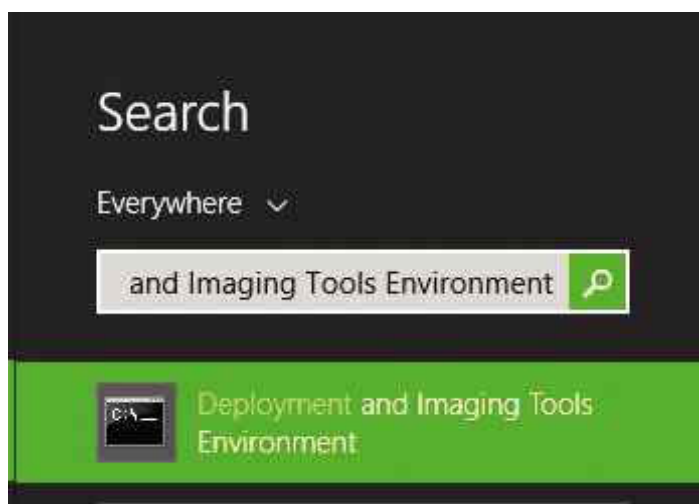 Search
Everywhere
and Imaging Tools Environment
C:\_
Deployment and Imaging Tools
Environment